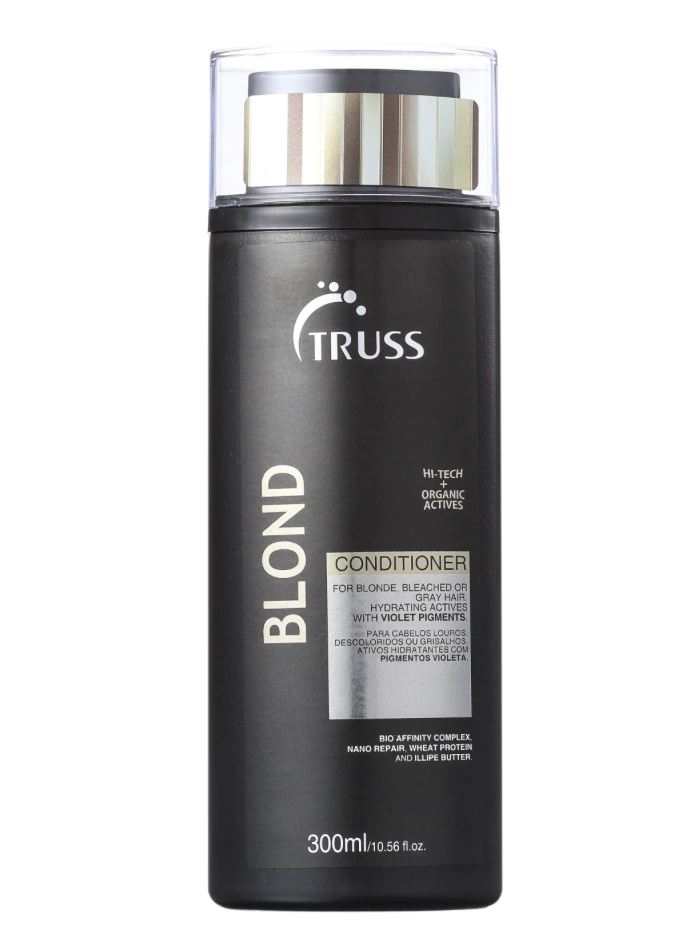 TRUSS
BLOND
HI-TECH
+
ORGANIC
ACTIVES
CONDITIONER
FOR BLONDE, BLEACHED OR
GRAY HAIR.
HYDRATING ACTIVES
WITH VIOLET PIGMENTS.
PARA CABELOS LOUROS,
DESCOLORIDOS OU GRISALHOS.
ATIVOS HIDRATANTES COM
PIGMENTOS VIOLETA.
BIO AFFINITY COMPLEX,
NANO REPAIR, WHEAT PROTEIN
AND ILLIPE BUTTER.
300ml/10.56 fl.oz.